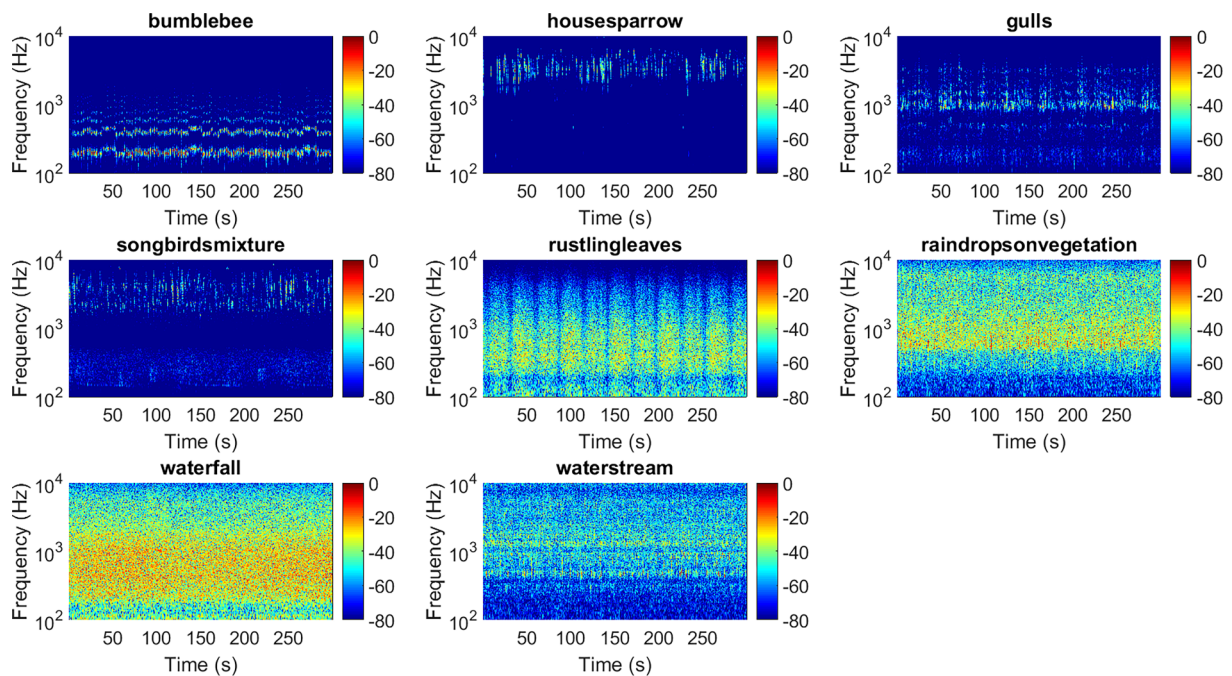 bumblebee
Frequency (Hz)
10^4
10^3
10^2
50 100 150 200 250
Time (s)
0
-20
-40
-60
-80
housesparrow
Frequency (Hz)
10^4
10^3
10^2
50 100 150 200 250
Time (s)
0
-20
-40
-60
-80
gulls
Frequency (Hz)
10^4
10^3
10^2
50 100 150 200 250
Time (s)
0
-20
-40
-60
-80
songbirdsmixture
Frequency (Hz)
10^4
10^3
10^2
50 100 150 200 250
Time (s)
0
-20
-40
-60
-80
rustlingleaves
Frequency (Hz)
10^4
10^3
10^2
50 100 150 200 250
Time (s)
0
-20
-40
-60
-80
raindropsonvegetation
Frequency (Hz)
10^4
10^3
10^2
50 100 150 200 250
Time (s)
0
-20
-40
-60
-80
waterfall
Frequency (Hz)
10^4
10^3
10^2
50 100 150 200 250
Time (s)
0
-20
-40
-60
-80
waterstream
Frequency (Hz)
10^4
10^3
10^2
50 100 150 200 250
Time (s)
0
-20
-40
-60
-80